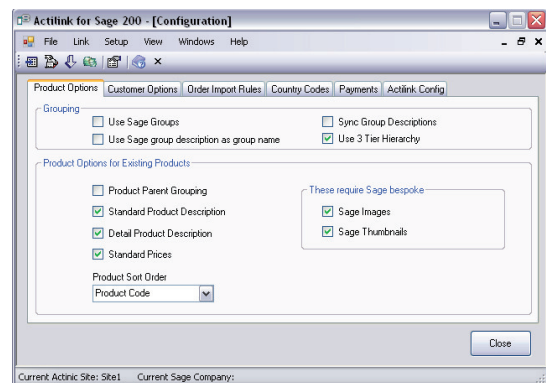 Actilink for Sage 200 - [Configuration]
File Link Setup View Windows Help
Product Options Customer Options Order Import Rules Country Codes Payments Actilink Config
Grouping
Use Sage Groups Sync Group Descriptions
Use Sage group description as group name Use 3 Tier Hierarchy
Product Options for Existing Products
Product Parent Grouping These require Sage bespoke
Standard Product Description Sage Images
Detail Product Description Sage Thumbnails
Standard Prices
Product Sort Order
Product Code
Close
Current Actinic Site: Site1 Current Sage Company: